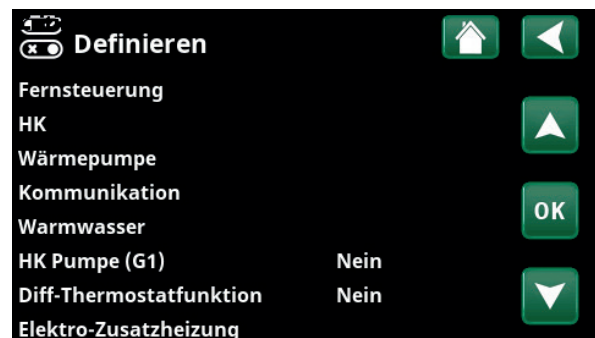 Definieren
Fernsteuerung
HK
Wärmepumpe
Kommunikation
OK
Warmwasser
HK Pumpe (G1) Nein
Diff-Thermostatfunktion Nein
Elektro-Zusatzheizung